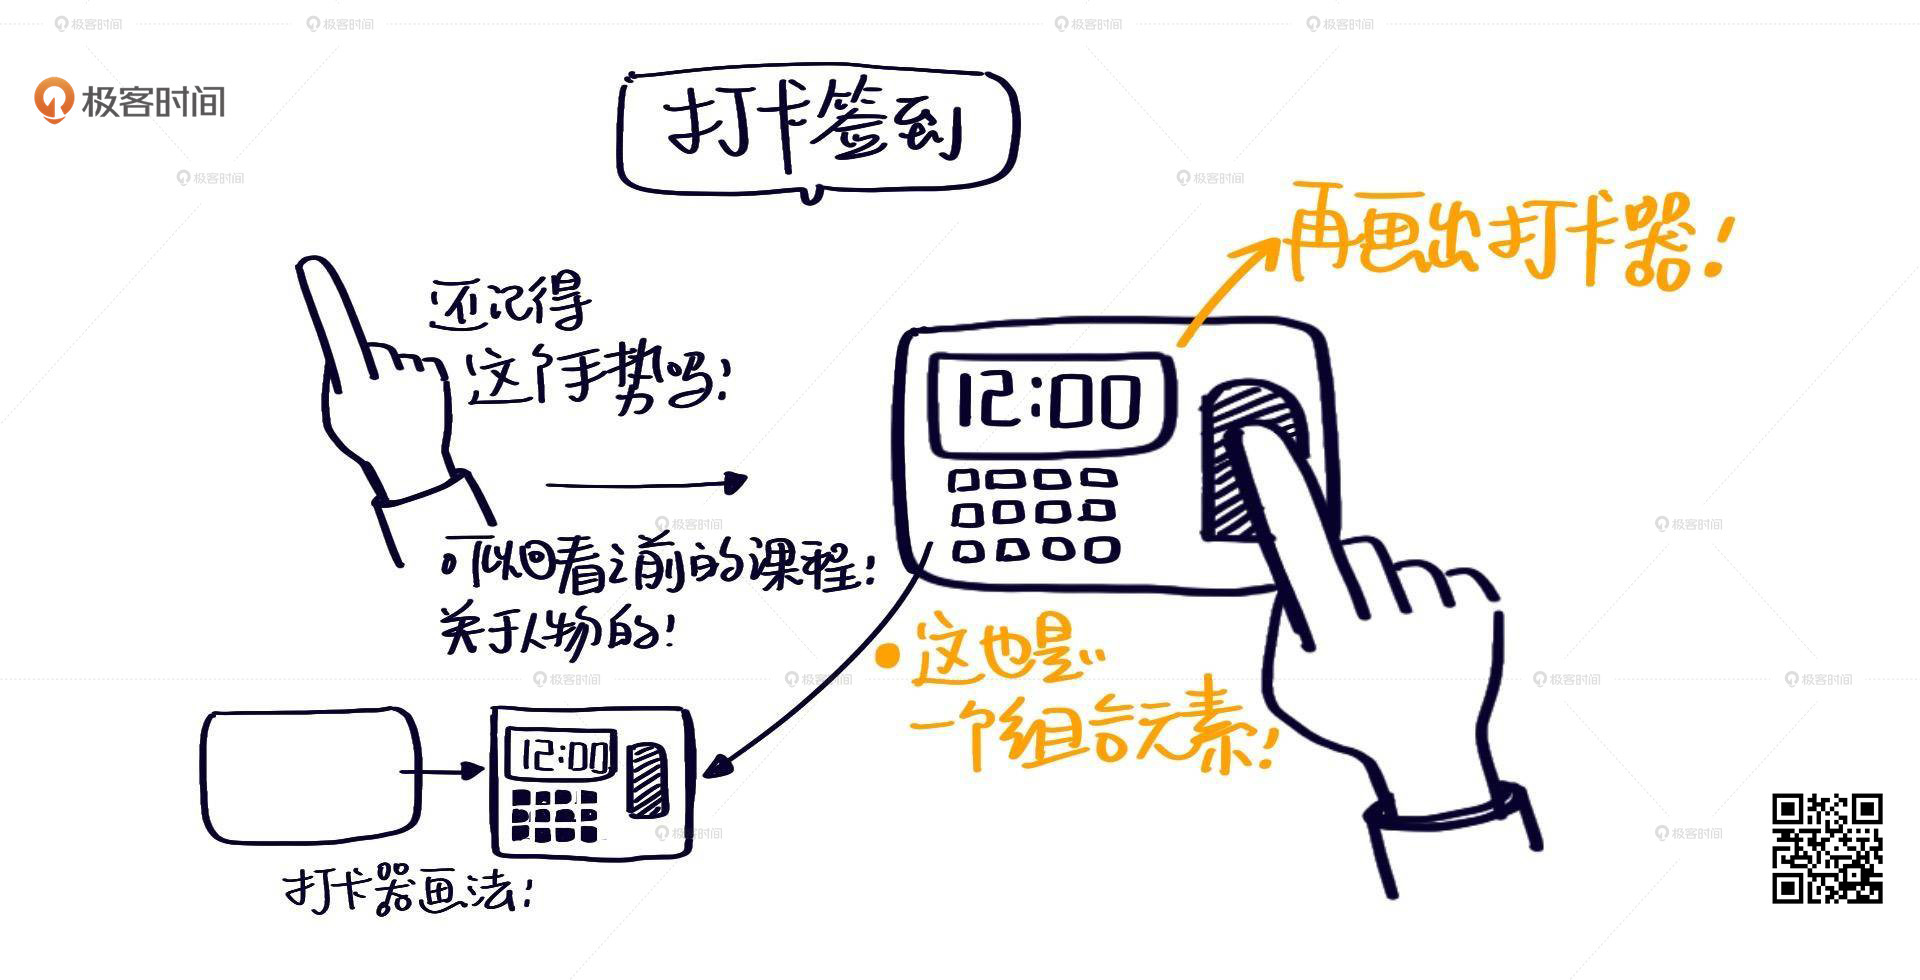 极客时间
打卡签到
还记得
这个手势吗!
可以回看之前的课程!
关于人物的!
再画出打卡器!
12:00
• 这也是..
一个组合元素!
12:00
打卡器画法!